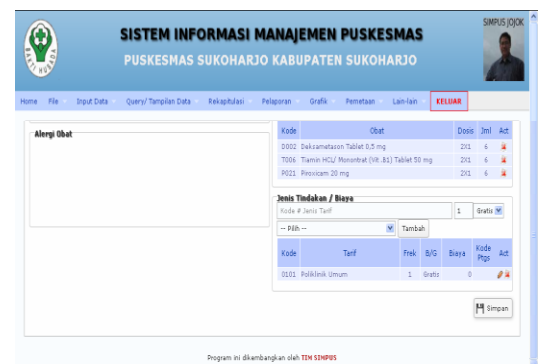 SIMPUS JOJOK
SISTEM INFORMASI MANAJEMEN PUSKESMAS
PUSKESMAS SUKOHARJO KABUPATEN SUKOHARJO
BAKTI HUSADA
Home File Input Data Query/ Tampilan Data Rekapitulasi Pelaporan Grafik Pemetaan Lain-lain KELUAR
Alergi Obat
Kode Obat Dosis Jml Act
D002 Deksametason Tablet 0,5 mg 2X1 6
T006 Tiamin HCL/ Monontrat (Vit .B1) Tablet 50 mg 2X1 6
P021 Piroxicam 20 mg 2X1 6
Jenis Tindakan / Biaya
Kode # Jenis Tarif 1 Gratis
-- Pilih -- Tambah
Kode Tarif Frek B/G Biaya Kode Ptgs Act
0101 Poliklinik Umum 1 Gratis 0
Simpan
Program ini dikembangkan oleh TIM SIMPUS